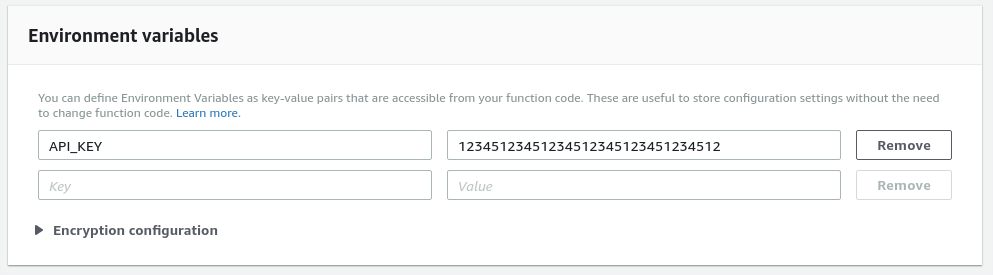 Environment variables
You can define Environment Variables as key-value pairs that are accessible from your function code. These are useful to store configuration settings without the need
to change function code. Learn more.
API_KEY 12345123451234512345123451234512 Remove
Key Value Remove
Encryption configuration